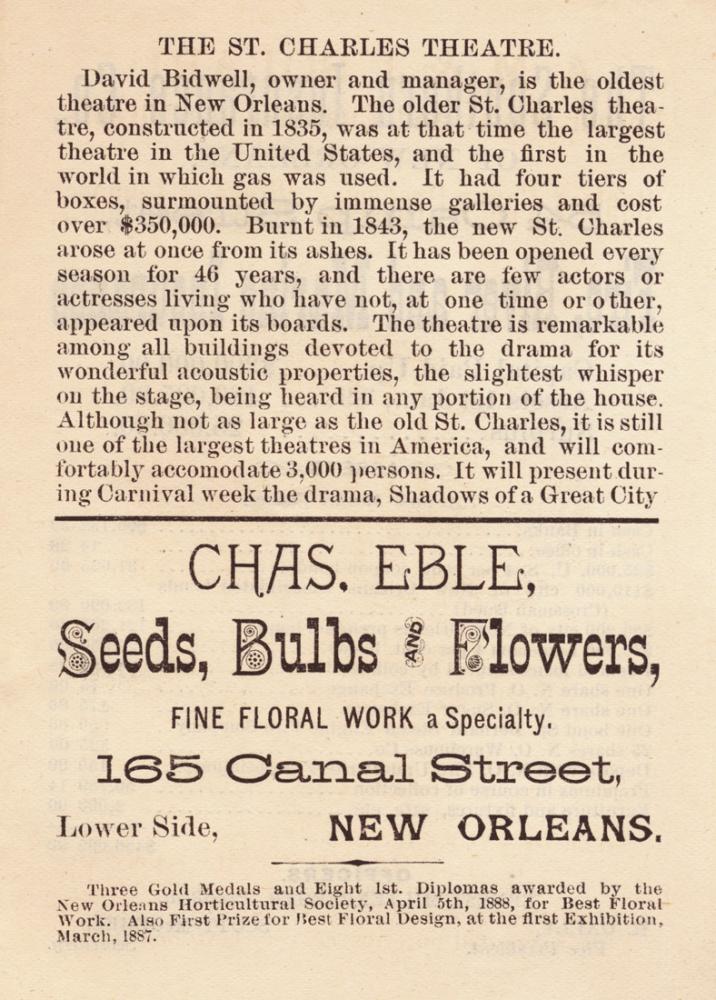 THE ST. CHARLES THEATRE.
David Bidwell, owner and manager, is the oldest
theatre in New Orleans. The older St. Charles thea-
tre, constructed in 1835, was at that time the largest
theatre in the United States, and the first in the
world in which gas was used. It had four tiers of
boxes, surmounted by immense galleries and cost
over $350,000. Burnt in 1843, the new St. Charles
arose at once from its ashes. It has been opened every
season for 46 years, and there are few actors or
actresses living who have not, at one time or o ther,
appeared upon its boards. The theatre is remarkable
among all buildings devoted to the drama for its
wonderful acoustic properties, the slightest whisper
on the stage, being heard in any portion of the house.
Although not as large as the old St. Charles, it is still
one of the largest theatres in America, and will com-
fortably accomodate 3,000 persons. It will present dur-
ing Carnival week the drama, Shadows of a Great City
CHAS. EBLE,
Seeds, Bulbs AND Flowers,
FINE FLORAL WORK a Specialty.
165 Canal Street,
Lower Side, NEW ORLEANS.
Three Gold Medals and Eight 1st. Diplomas awarded by the
New Orleans Horticultural Society, April 5th, 1888, for Best Floral
Work. Also First Prize for Best Floral Design, at the first Exhibition,
March, 1887.